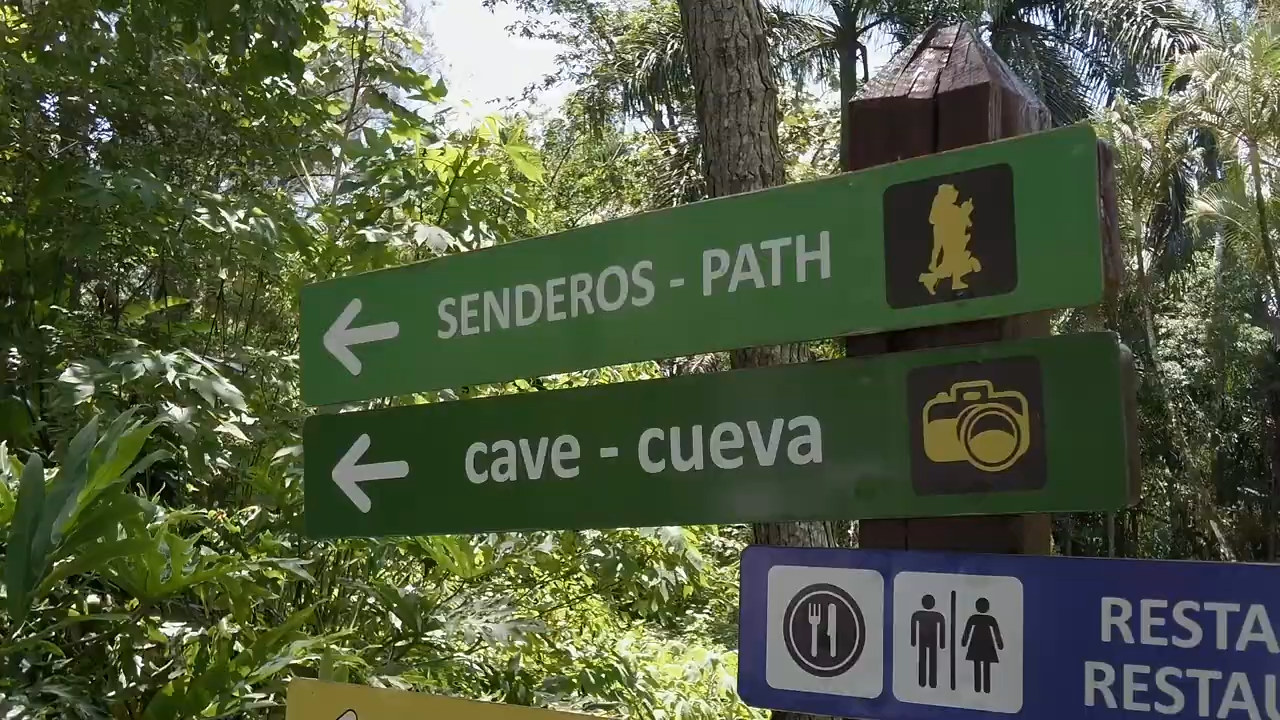 SENDEROS - PATH
cave - cueva
RESTA
RESTAU